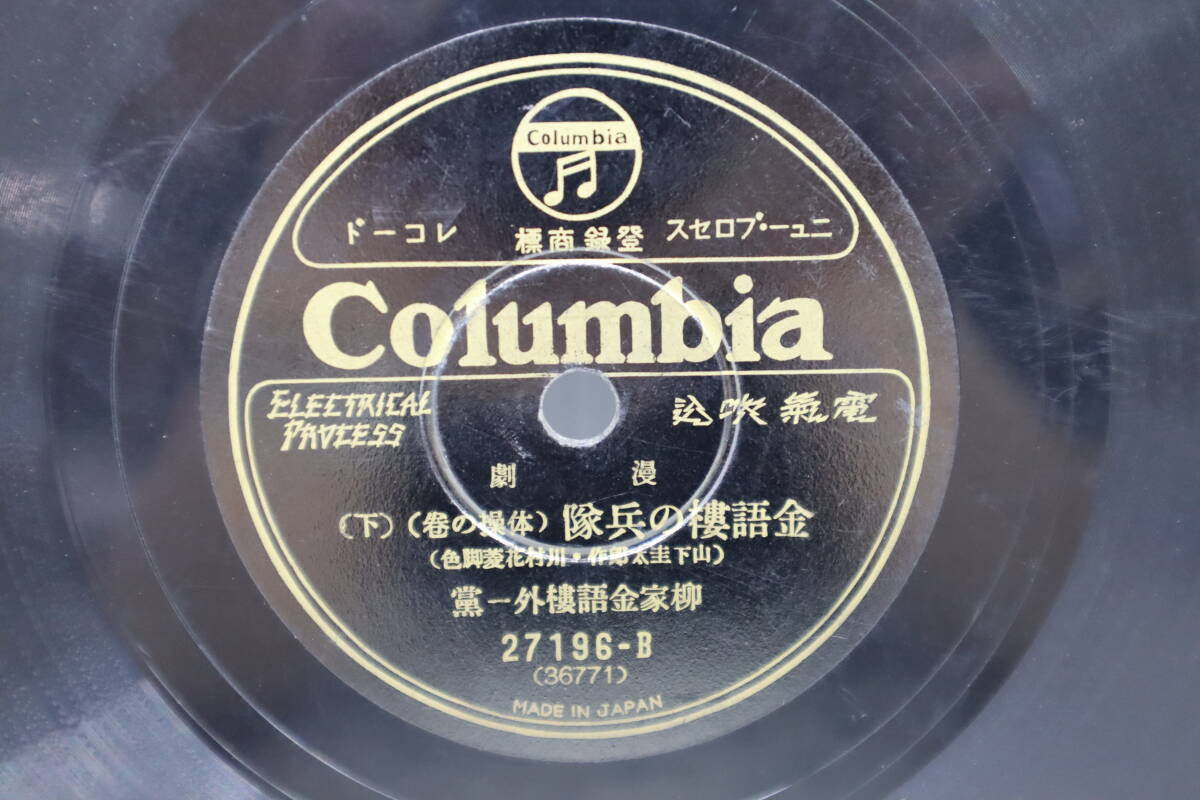 Columbia
ニュー・プロセス 登録商標 レコード
Columbia
ELECTRICAL
PROCESS
電氣吹込
漫劇
金語樓の兵隊 (体操の巻) (下)
(山下圭太郎作・川村花菱脚色)
柳家金語樓外一黨
27196-B
(36771)
MADE IN JAPAN